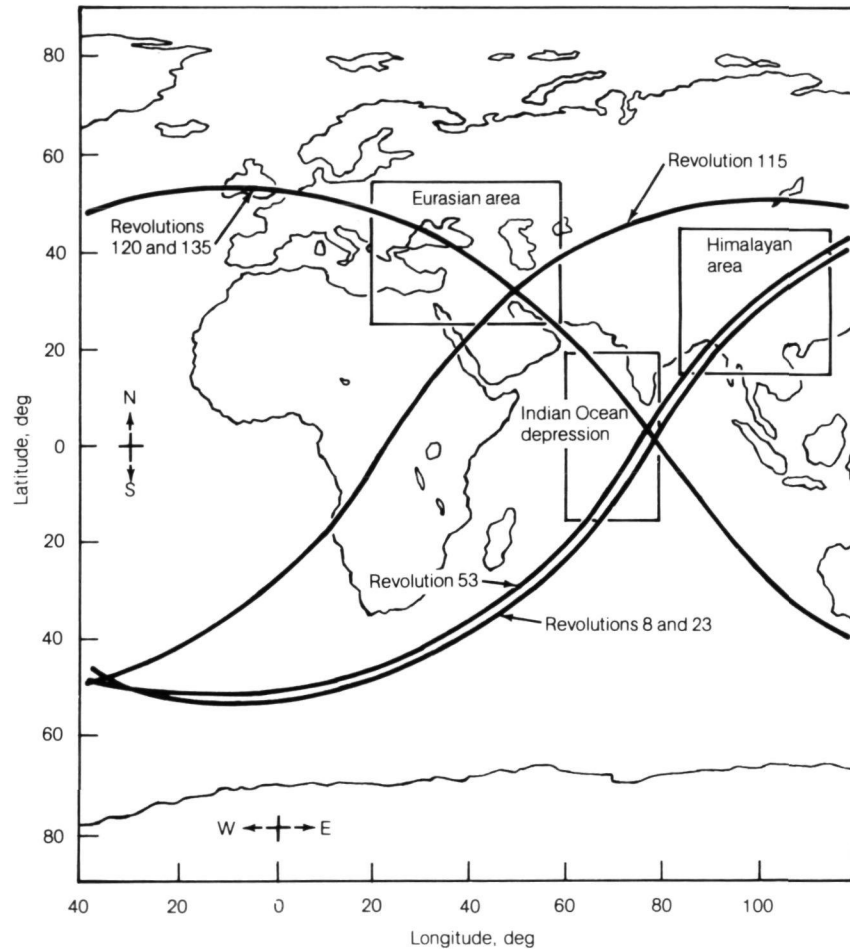 80
60
40
20
0
20
40
60
80
Latitude, deg
N
S
Revolution 115
Eurasian area
Revolutions
120 and 135
Himalayan
area
Indian Ocean
depression
Revolution 53
Revolutions 8 and 23
W
E
40 20 0 20 40 60 80 100
Longitude, deg